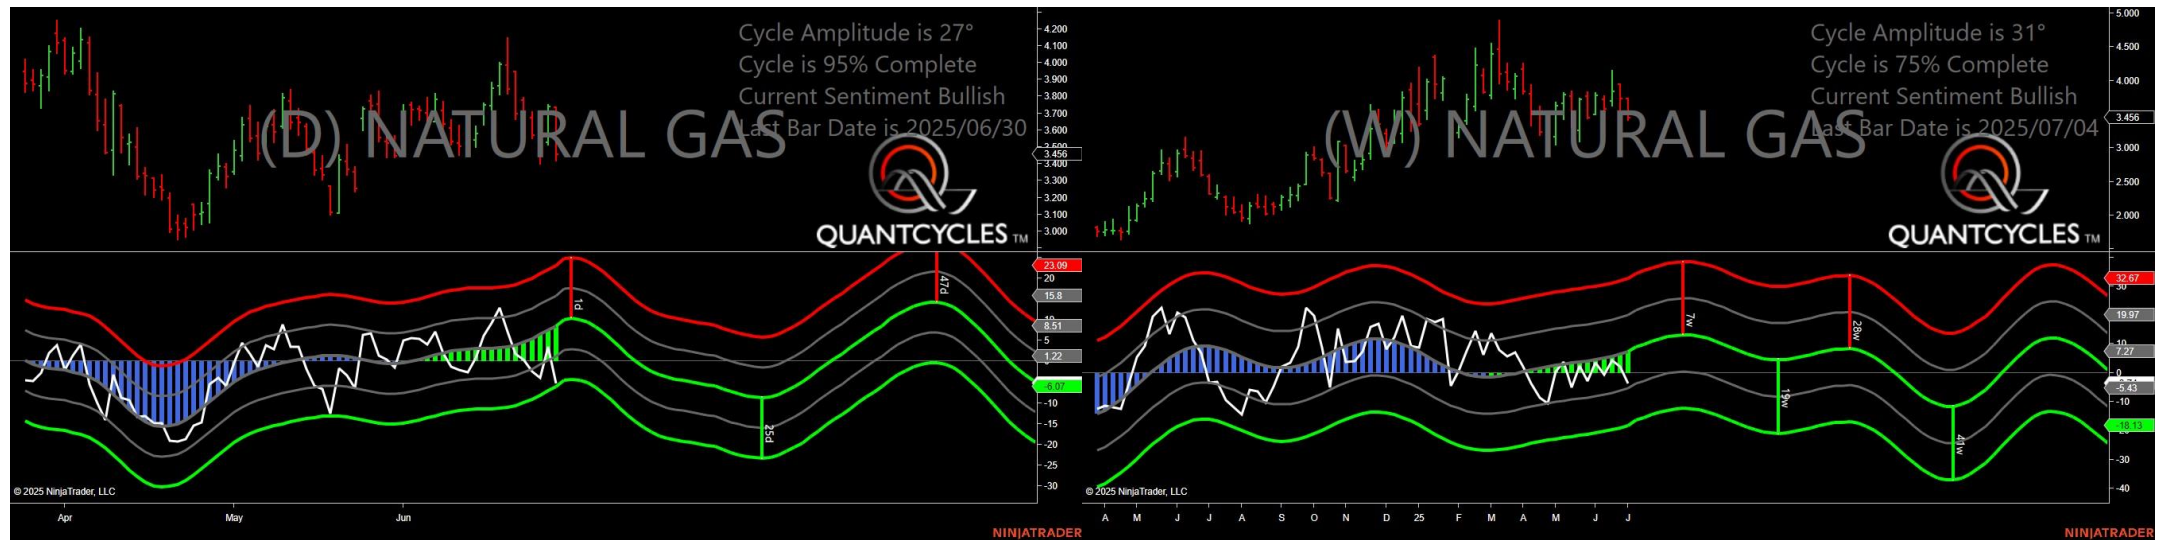 Cycle Amplitude is 27°
Cycle is 95% Complete
Current Sentiment Bullish
Last Bar Date is 2025/06/30
(D) NATURAL GAS
QUANTCYCLES TM
4.200
4.100
4.000
3.900
3.800
3.700
3.600
3.456
3.400
3.300
3.200
3.100
3.000
1d
25d
47d
23.09
20
15.8
8.51
5
1.22
-6.07
-10
-15
-20
-25
-30
© 2025 NinjaTrader, LLC
Apr
May
Jun
NINJATRADER
Cycle Amplitude is 31°
Cycle is 75% Complete
Current Sentiment Bullish
Last Bar Date is 2025/07/04
(W) NATURAL GAS
QUANTCYCLES TM
5.000
4.500
4.000
3.456
3.000
2.500
2.000
7w
19w
28w
41w
32.67
30
19.97
10
7.27
0
-5.43
-10
-18.13
-30
-40
© 2025 NinjaTrader, LLC
A M J J A S O N D 25 F M A M J J
NINJATRADER